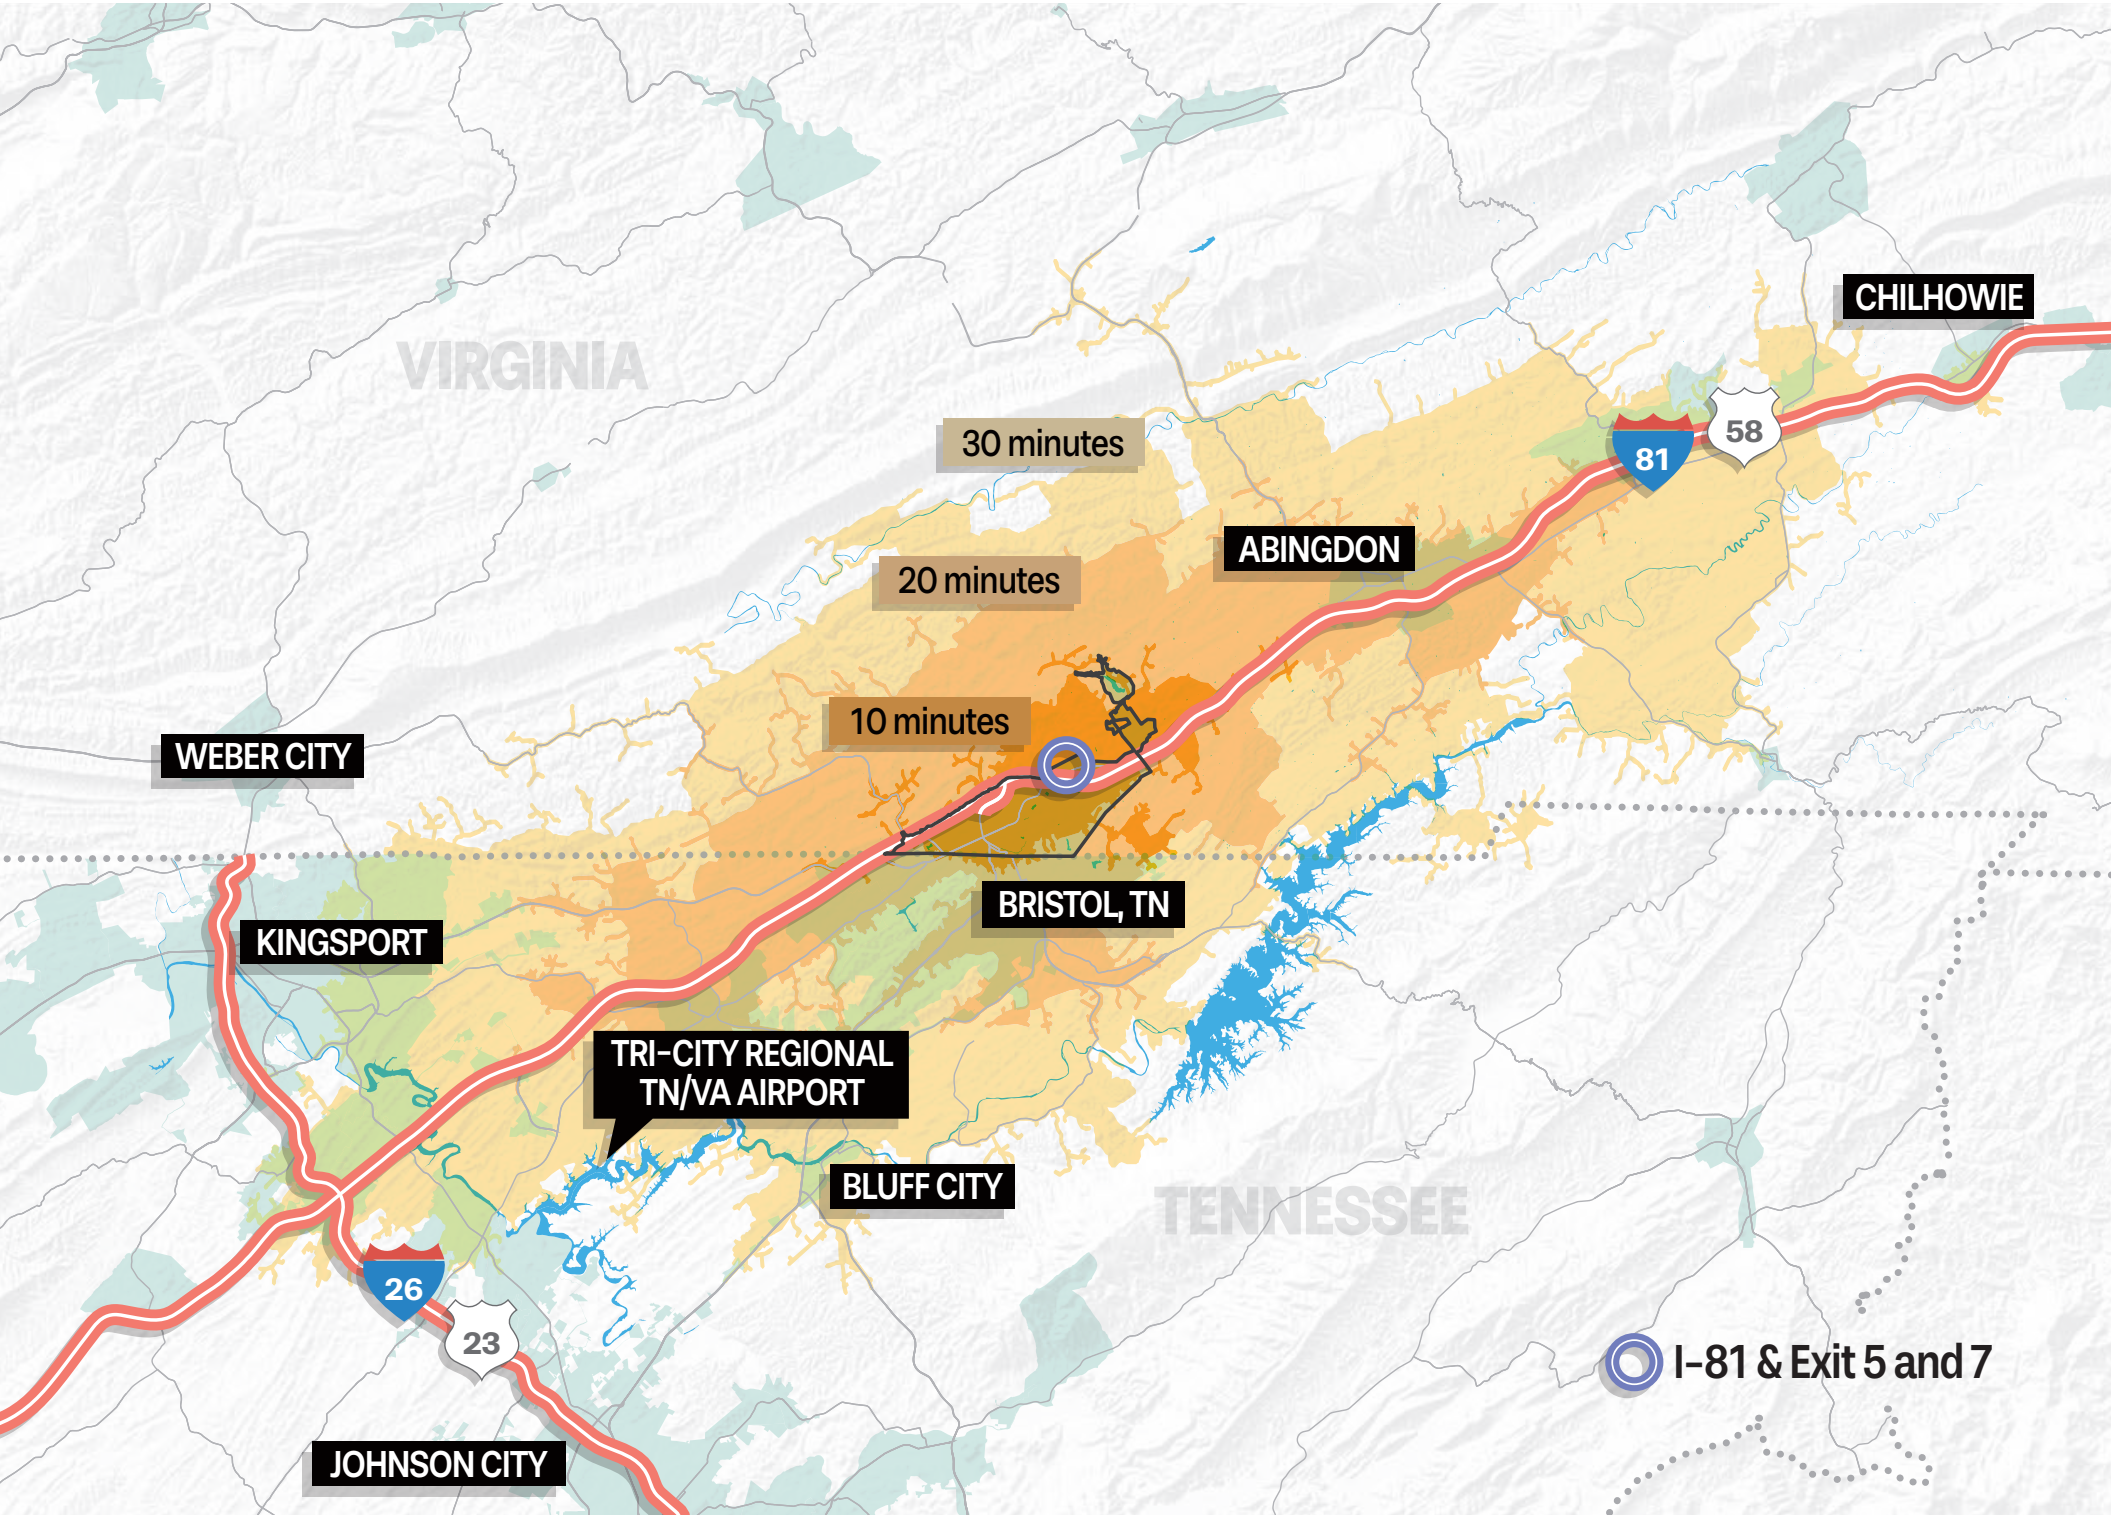 CHILHOWIE
VIRGINIA
58
30 minutes
81
ABINGDON
20 minutes
10 minutes
WEBER CITY
BRISTOL, TN
KINGSPORT
TRI-CITY REGIONAL
TN/VA AIRPORT
BLUFF CITY
TENNESSEE
26
23
I-81 & Exit 5 and 7
JOHNSON CITY